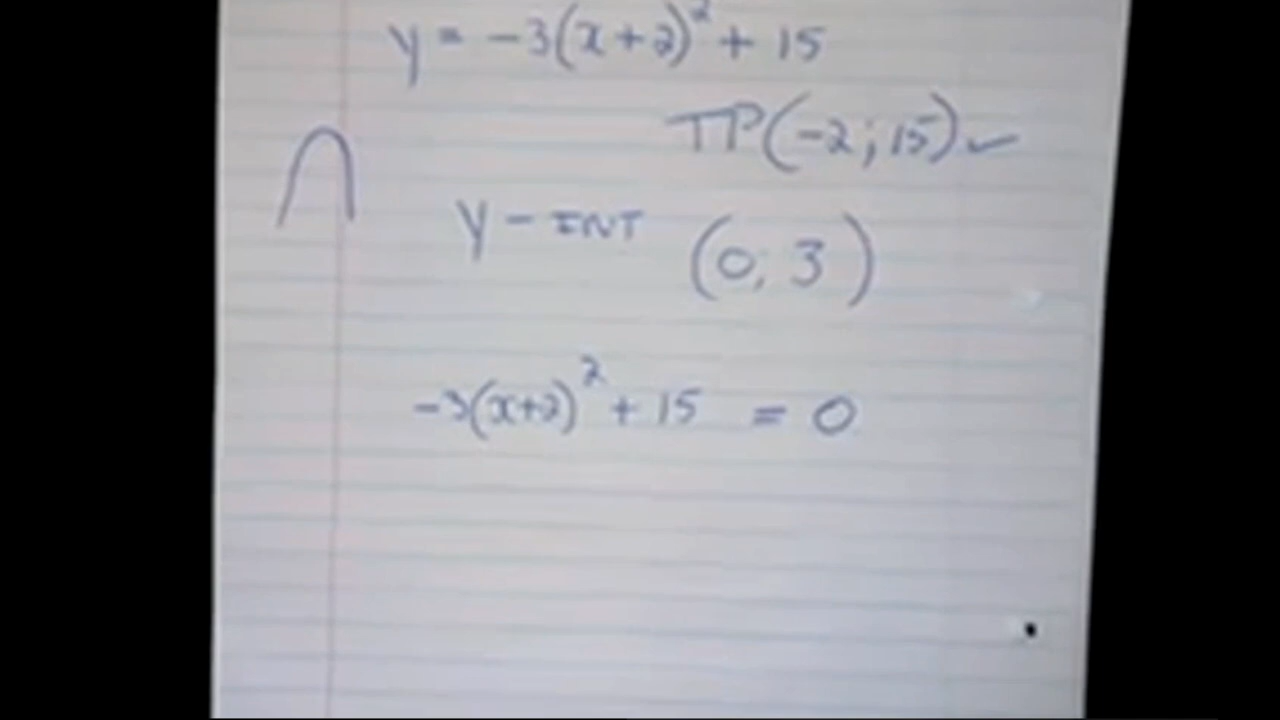 y = -3(x+2)² + 15
TP(-2; 15) ✓
y - INT (0; 3)
-3(x+2)² + 15 = 0